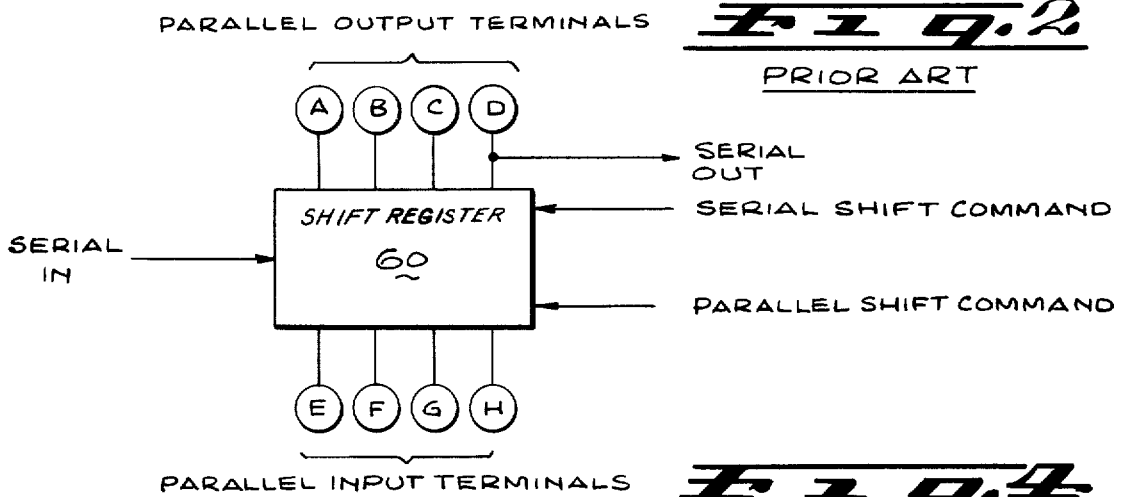 PARALLEL OUTPUT TERMINALS
Fig. 2
PRIOR ART
A B C D
SERIAL
OUT
SHIFT REGISTER
60
SERIAL SHIFT COMMAND
SERIAL
IN
PARALLEL SHIFT COMMAND
E F G H
PARALLEL INPUT TERMINALS
Fig. 4